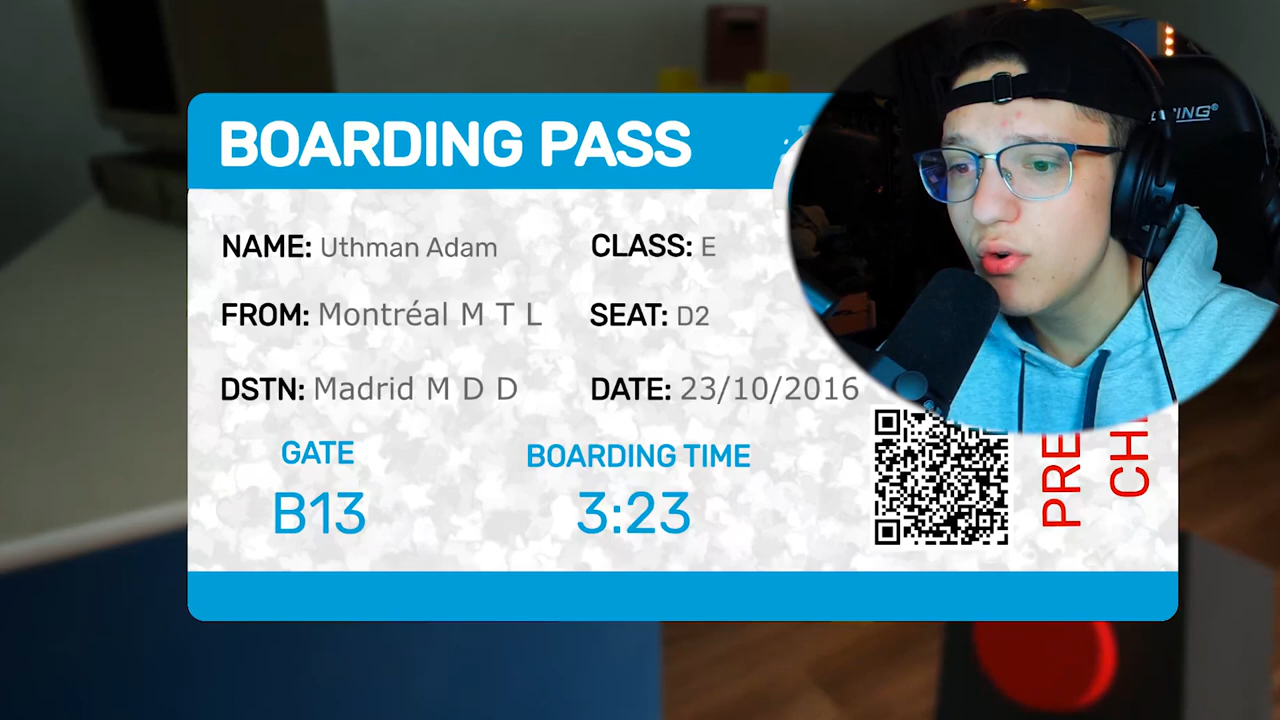 BOARDING PASS
NAME: Uthman Adam
CLASS: E
FROM: Montréal M T L
SEAT: D2
DSTN: Madrid M D D
DATE: 23/10/2016
GATE
B13
BOARDING TIME
3:23
PRE